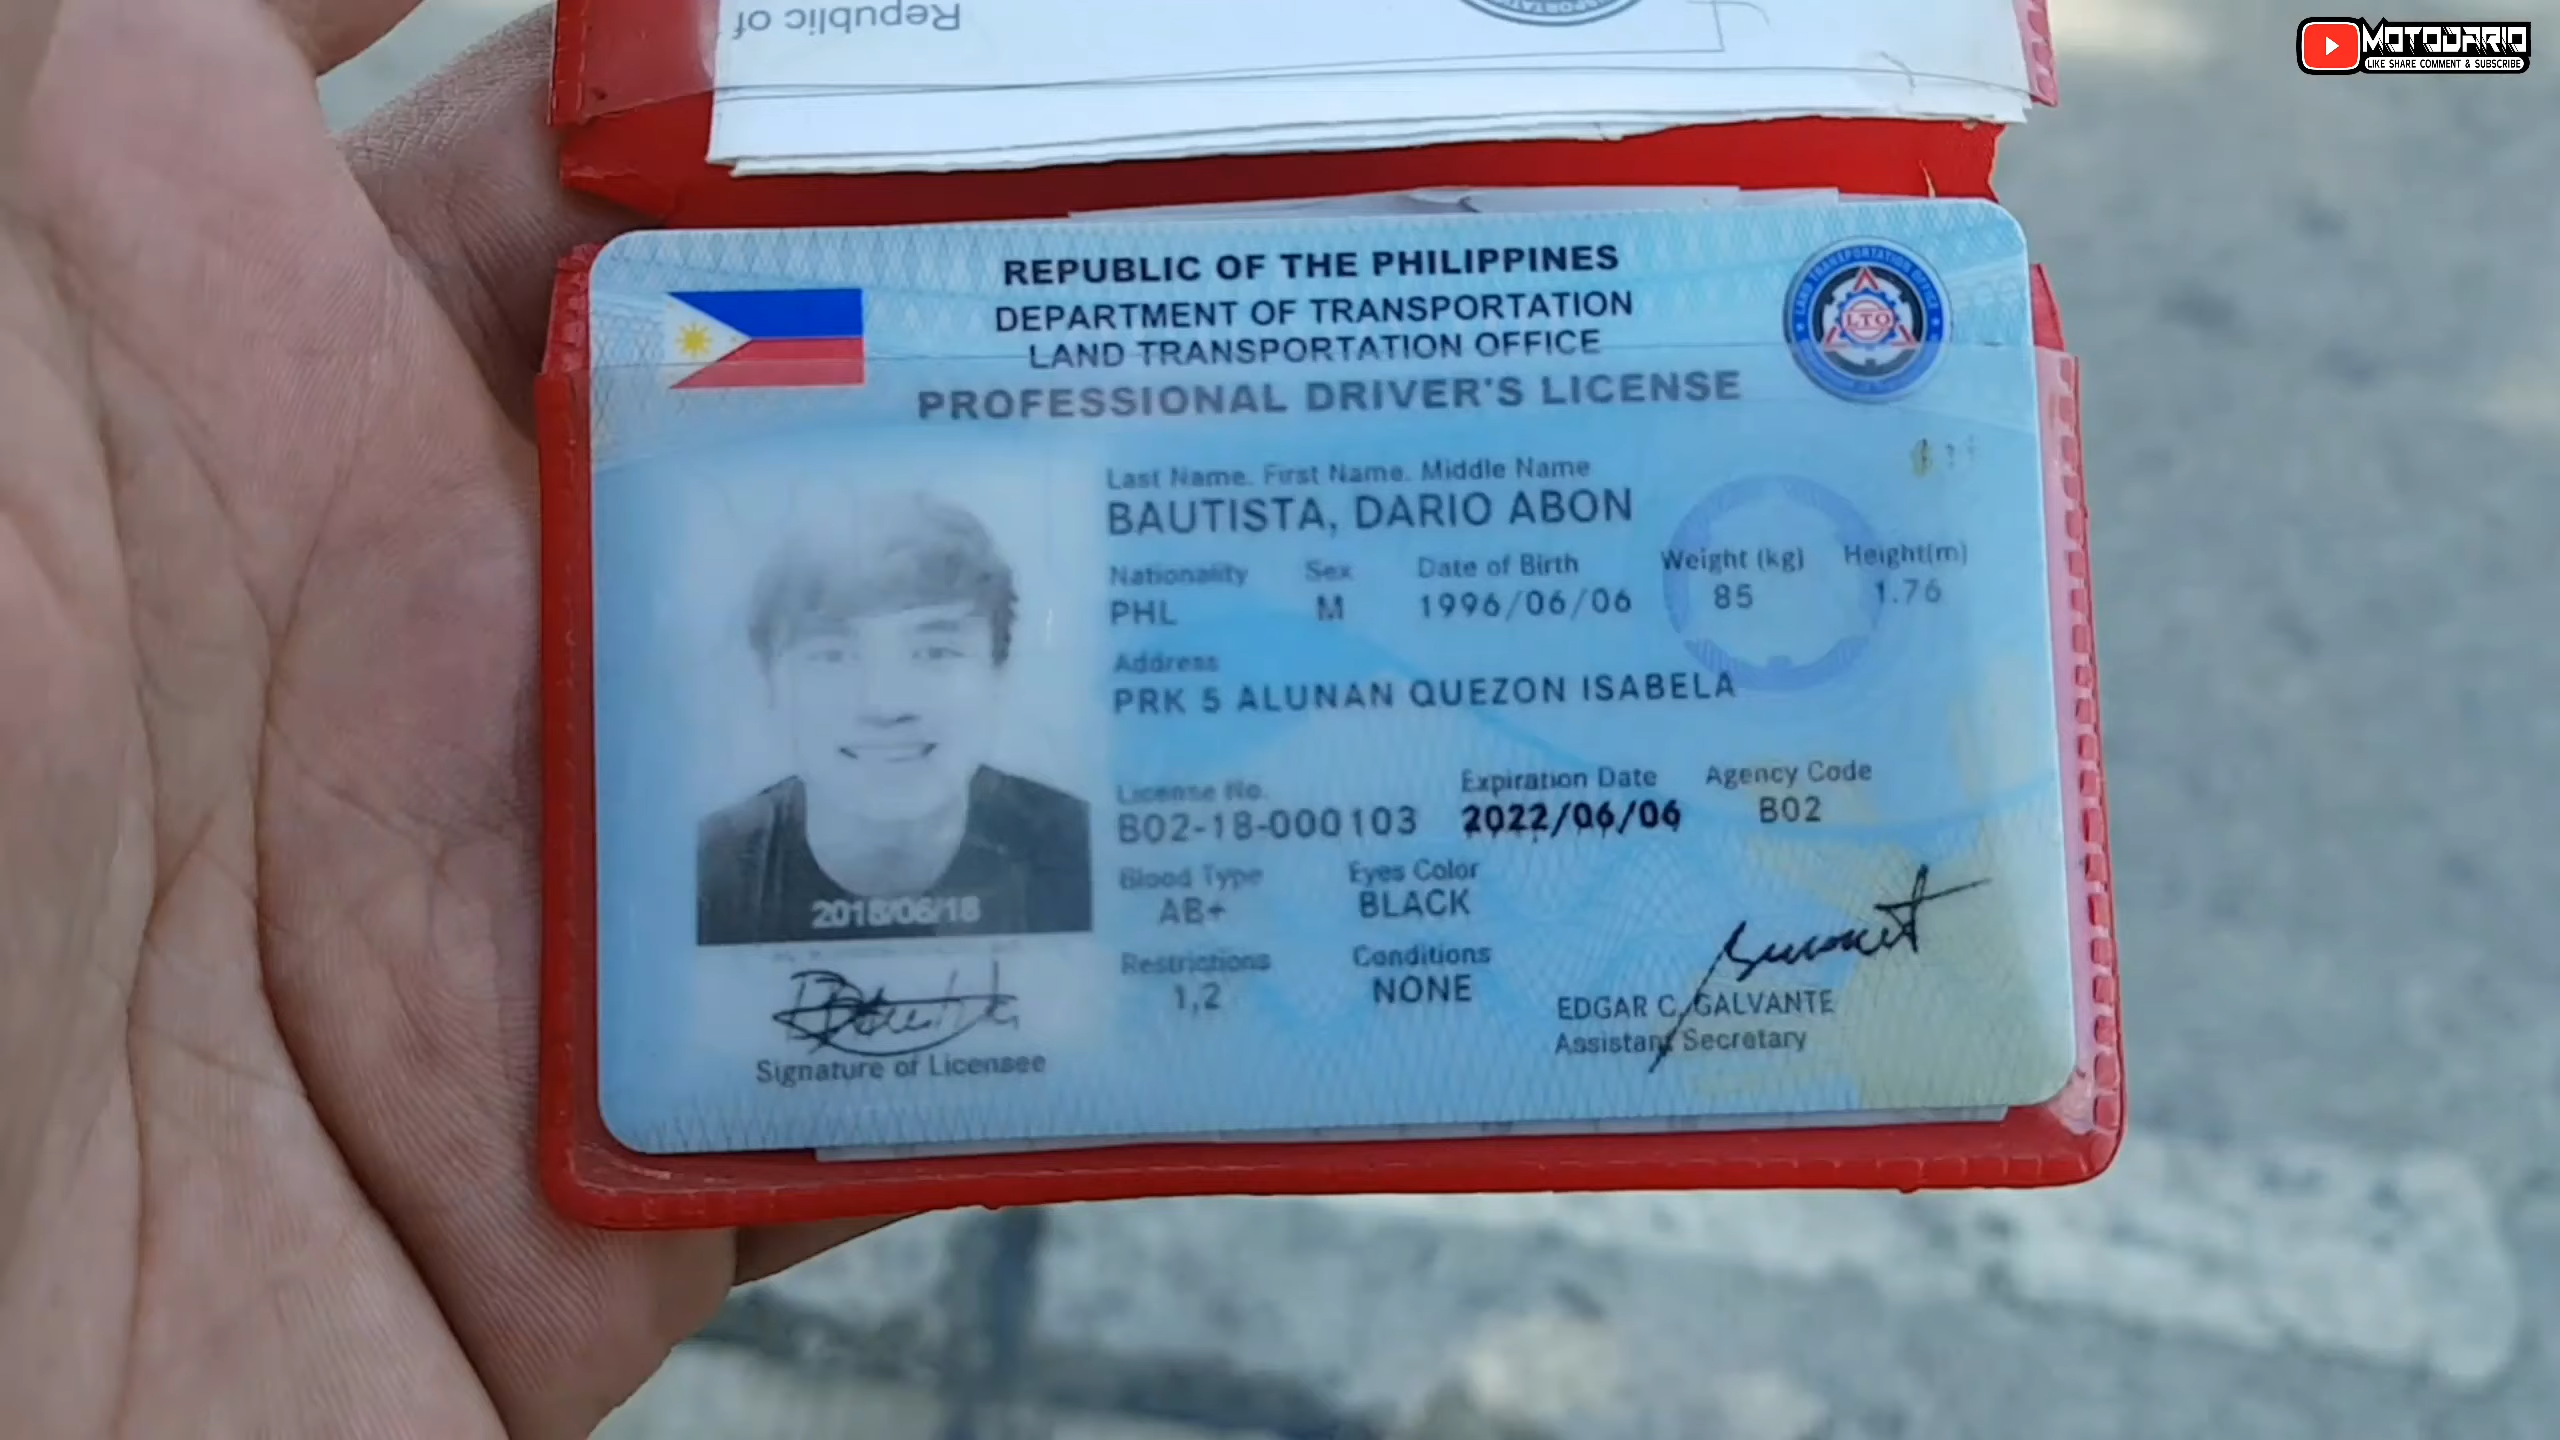 Republic of
MOTODARIO
LIKE SHARE COMMENT & SUBSCRIBE
REPUBLIC OF THE PHILIPPINES
DEPARTMENT OF TRANSPORTATION
LAND TRANSPORTATION OFFICE
PROFESSIONAL DRIVER'S LICENSE
LAND TRANSPORTATION OFFICE
LTO
Last Name. First Name. Middle Name
BAUTISTA, DARIO ABON
Nationality Sex Date of Birth Weight (kg) Height(m)
PHL M 1996/06/06 85 1.76
Address
PRK 5 ALUNAN QUEZON ISABELA
License No. Expiration Date Agency Code
B02-18-000103 2022/06/06 B02
Blood Type Eyes Color
AB+ BLACK
2018/06/18
Restrictions Conditions
1,2 NONE
EDGAR C. GALVANTE
Assistant Secretary
Signature of Licensee